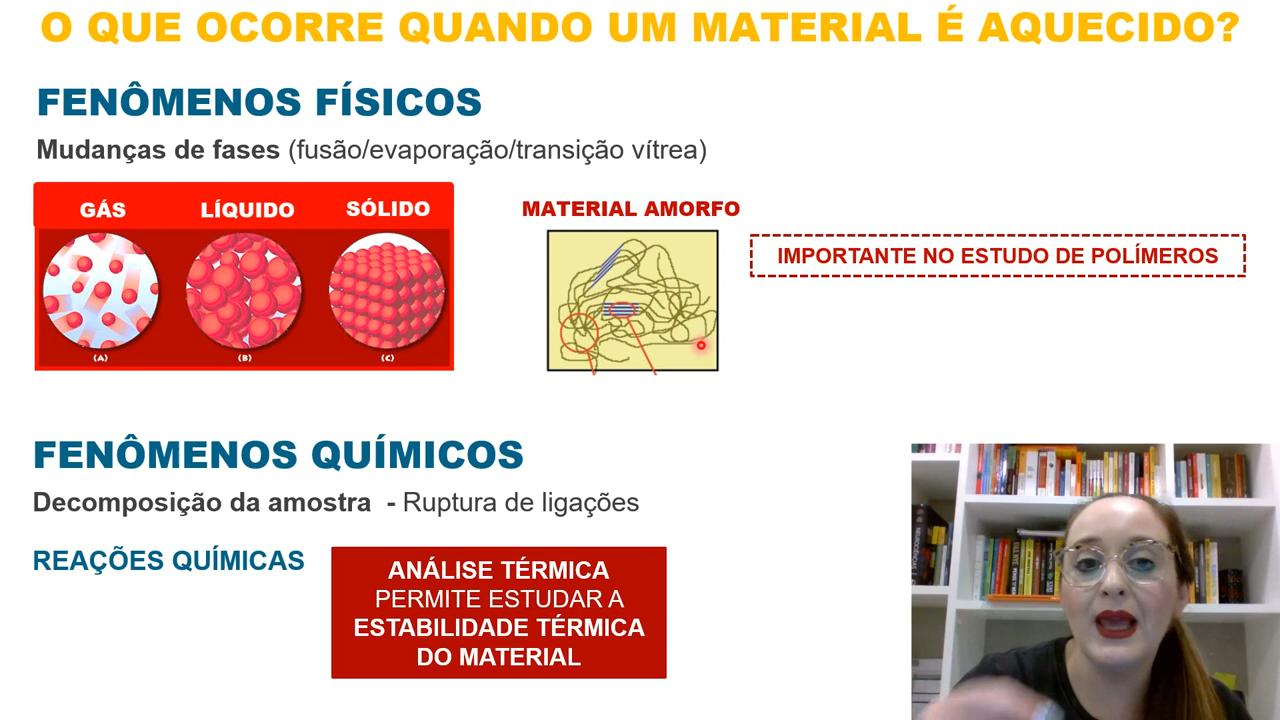 O QUE OCORRE QUANDO UM MATERIAL É AQUECIDO?
FENÔMENOS FÍSICOS
Mudanças de fases (fusão/evaporação/transição vítrea)
GÁS LÍQUIDO SÓLIDO
(A) (B) (C)
MATERIAL AMORFO
IMPORTANTE NO ESTUDO DE POLÍMEROS
FENÔMENOS QUÍMICOS
Decomposição da amostra - Ruptura de ligações
REAÇÕES QUÍMICAS
ANÁLISE TÉRMICA
PERMITE ESTUDAR A
ESTABILIDADE TÉRMICA
DO MATERIAL